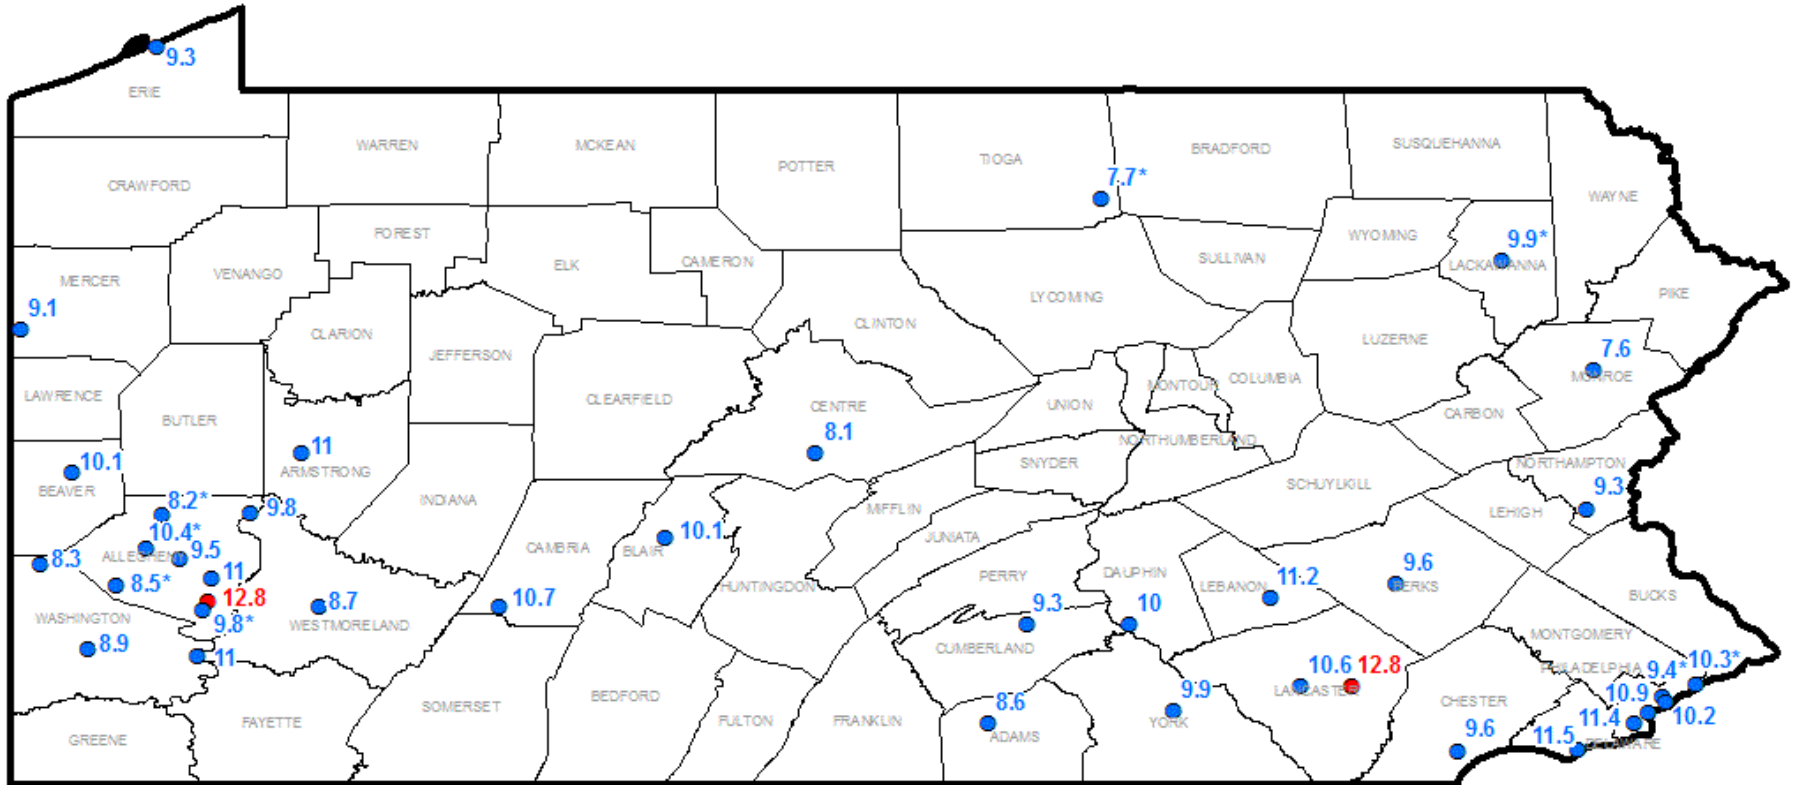 9.3
ERIE
WARREN
MCKEAN
POTTER
TIOGA
BRADFORD
SUSQUEHANNA
CRAWFORD
7.7*
WAYNE
FOREST
WYOMING
9.9*
MERCER
VENANGO
ELK
CAMERON
SULLIVAN
LACKAWANNA
9.1
LYCOMING
PIKE
CLARION
CLINTON
JEFFERSON
LUZERNE
7.6
MONROE
LAWRENCE
CLEARFIELD
CENTRE
UNION
MONTOUR
COLUMBIA
BUTLER
8.1
CARBON
11
NORTHUMBERLAND
10.1
ARMSTRONG
SNYDER
NORTHAMPTON
BEAVER
INDIANA
SCHUYLKILL
9.3
8.2*
9.8
MIFFLIN
LEHIGH
10.4*
10.1
JUNIATA
ALLEGHENY
9.5
CAMBRIA
BLAIR
8.3
8.5*
11
HUNTINGDON
PERRY
DAUPHIN
LEBANON
11.2
9.6
BERKS
12.8
8.7
10.7
9.3
10
BUCKS
WASHINGTON
9.8*
WESTMORELAND
8.9
CUMBERLAND
MONTGOMERY
11
10.6
12.8
PHILADELPHIA
9.4*
10.3*
BEDFORD
9.9
LANCASTER
10.9
SOMERSET
8.6
CHESTER
GREENE
FAYETTE
FULTON
FRANKLIN
ADAMS
YORK
9.6
11.5
11.4
10.2
DELAWARE